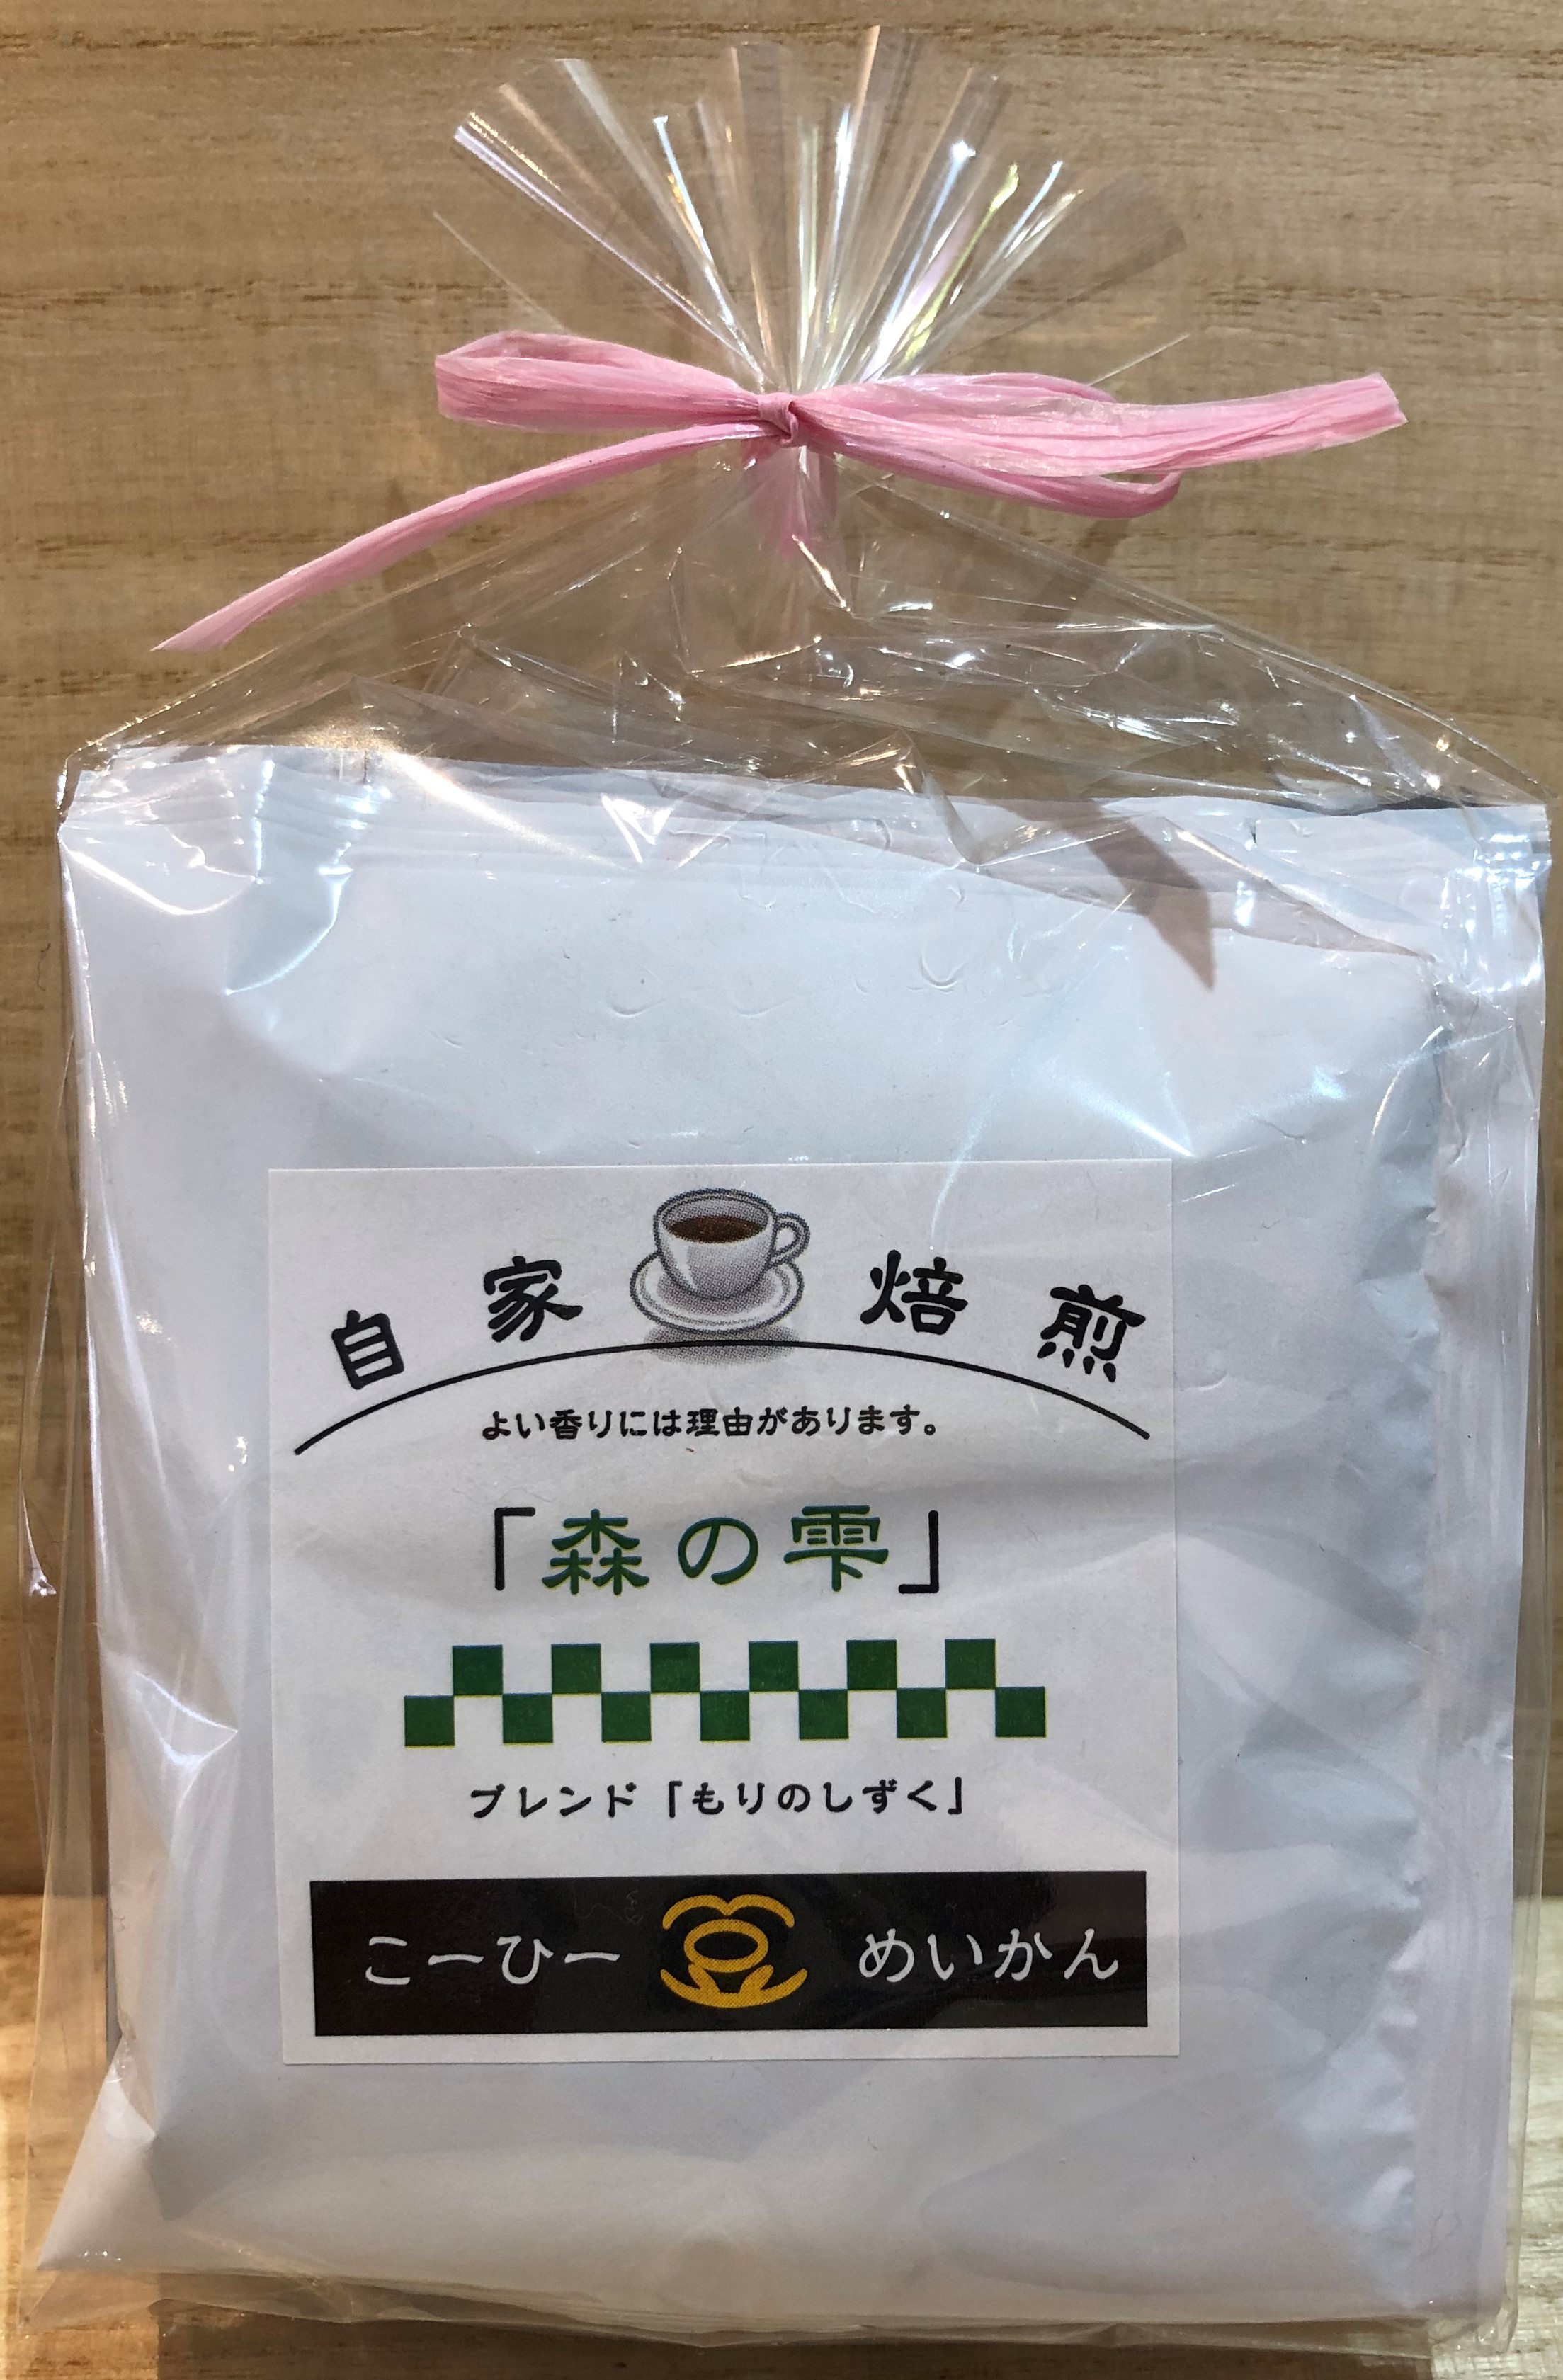 自家焙煎
よい香りには理由があります。
「森の雫」
ブレンド「もりのしずく」
こーひー めいかん